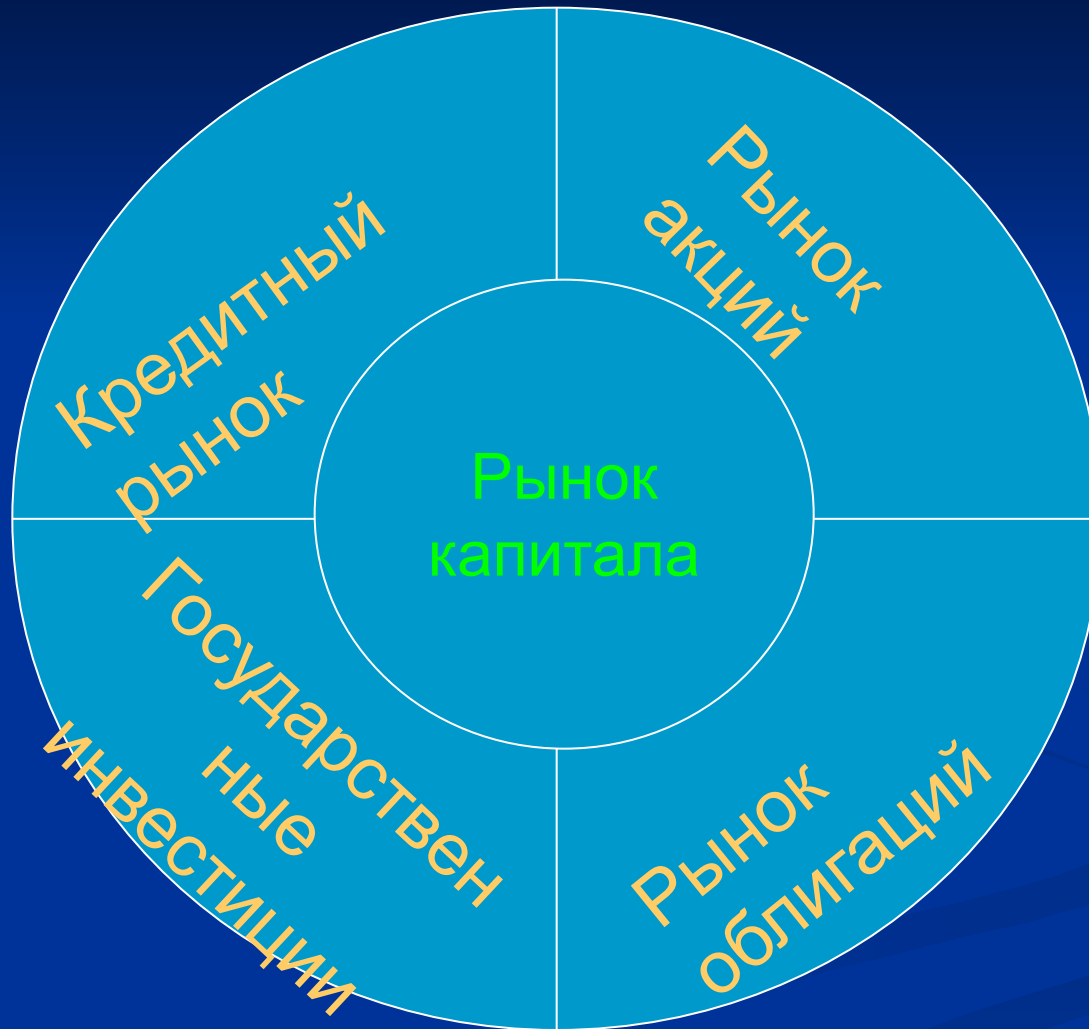 Кредитный
рынок
Рынок
акций
Рынок
капитала
Государствен
ные
инвестиции
Рынок
облигаций